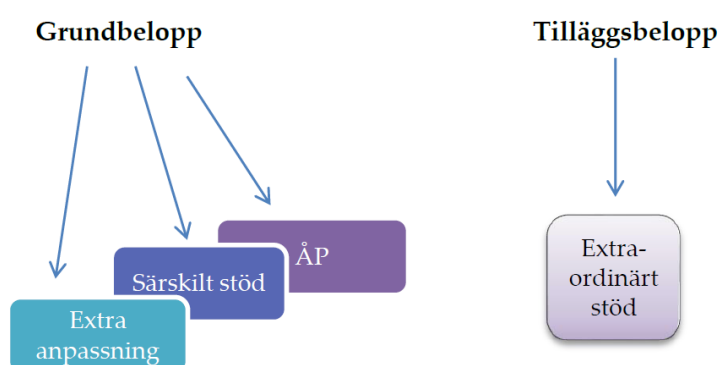 Grundbelopp
Tilläggsbelopp
ÅP
Särskilt stöd
Extra
anpassning
Extra-
ordinärt
stöd